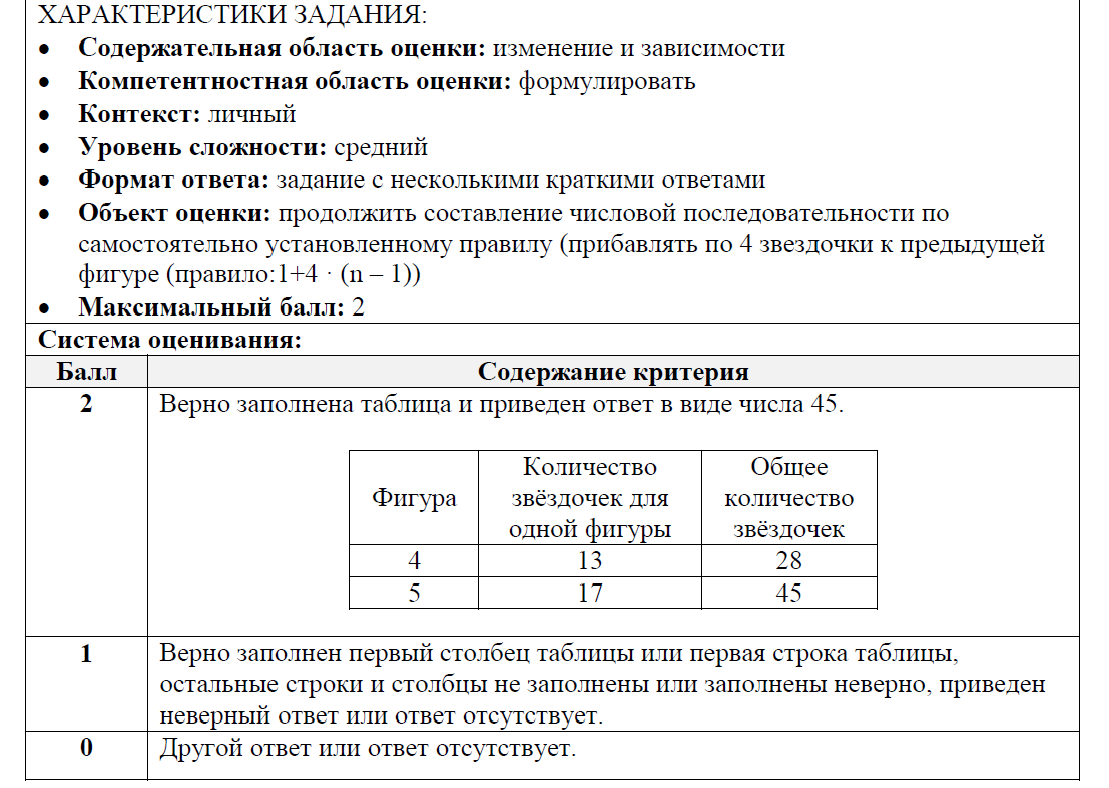 ХАРАКТЕРИСТИКИ ЗАДАНИЯ:
• Содержательная область оценки: изменение и зависимости
• Компетентностная область оценки: формулировать
• Контекст: личный
• Уровень сложности: средний
• Формат ответа: задание с несколькими краткими ответами
• Объект оценки: продолжить составление числовой последовательности по
самостоятельно установленному правилу (прибавлять по 4 звездочки к предыдущей
фигуре (правило:1+4 · (n – 1))
• Максимальный балл: 2
Система оценивания:
Балл Содержание критерия
2 Верно заполнена таблица и приведен ответ в виде числа 45.
Количество Общее
Фигура звёздочек для количество
одной фигуры звёздочек
4 13 28
5 17 45
1 Верно заполнен первый столбец таблицы или первая строка таблицы,
остальные строки и столбцы не заполнены или заполнены неверно, приведен
неверный ответ или ответ отсутствует.
0 Другой ответ или ответ отсутствует.